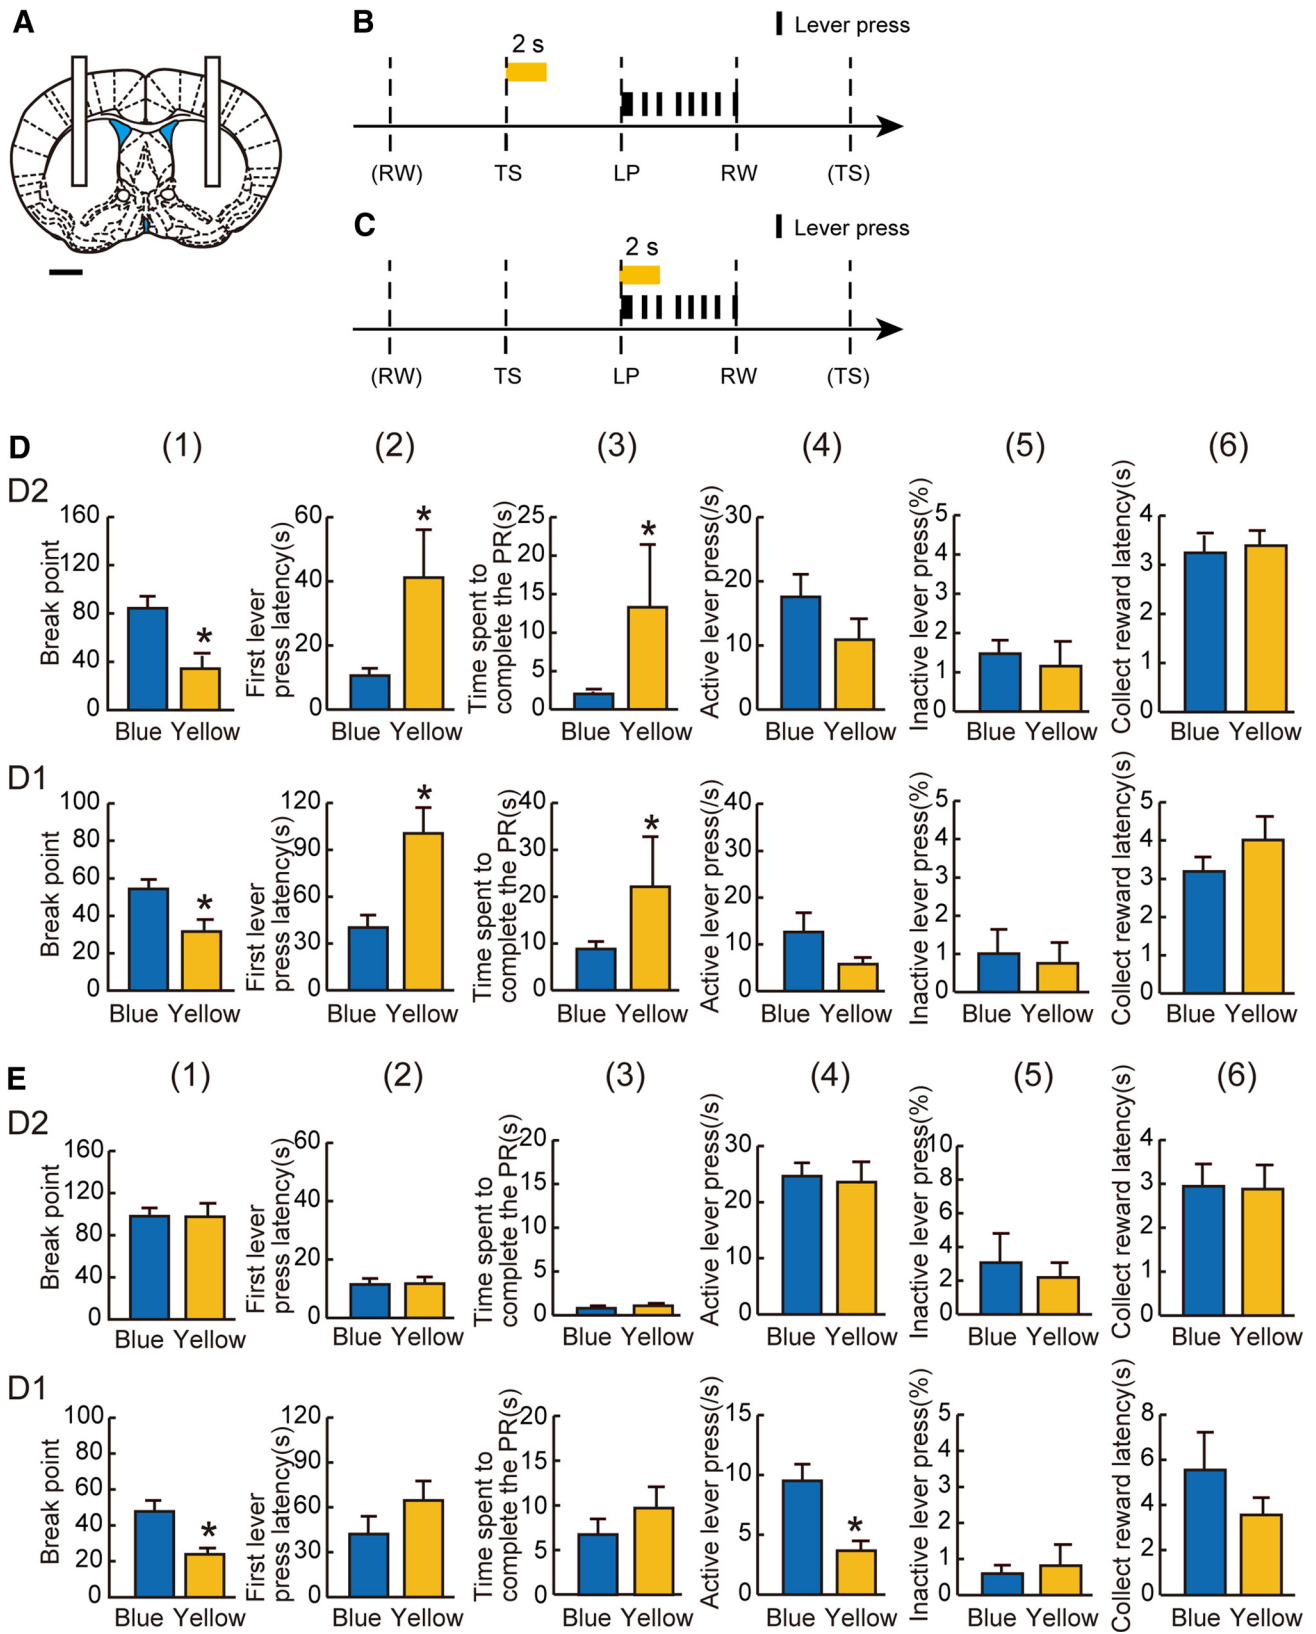 A
B
Lever press
2 s
(RW) TS LP RW (TS)
C
Lever press
2 s
(RW) TS LP RW (TS)
D (1) (2) (3) (4) (5) (6)
D2
Break point
160
120
80
40
0
Blue Yellow
*
First lever
press latency(s)
60
40
20
0
Blue Yellow
*
Time spent to
complete the PR(s)
25
20
15
10
5
0
Blue Yellow
*
Active lever press(/s)
30
20
10
0
Blue Yellow
Inactive lever press(%)
5
4
3
2
1
0
Blue Yellow
Collect reward latency(s)
4
3
2
1
0
Blue Yellow
D1
Break point
100
80
60
40
20
0
Blue Yellow
*
First lever
press latency(s)
120
90
60
30
0
Blue Yellow
*
Time spent to
complete the PR(s)
40
30
20
10
0
Blue Yellow
*
Active lever press(/s)
40
30
20
10
0
Blue Yellow
Inactive lever press(%)
5
4
3
2
1
0
Blue Yellow
Collect reward latency(s)
5
4
3
2
1
0
Blue Yellow
E (1) (2) (3) (4) (5) (6)
D2
Break point
160
120
80
40
0
Blue Yellow
First lever
press latency(s)
60
40
20
0
Blue Yellow
Time spent to
complete the PR(s)
20
15
10
5
0
Blue Yellow
Active lever press(/s)
30
20
10
0
Blue Yellow
Inactive lever press(%)
10
8
6
4
2
0
Blue Yellow
Collect reward latency(s)
4
3
2
1
0
Blue Yellow
D1
Break point
100
80
60
40
20
0
Blue Yellow
*
First lever
press latency(s)
120
90
60
30
0
Blue Yellow
Time spent to
complete the PR(s)
20
15
10
5
0
Blue Yellow
Active lever press(/s)
15
10
5
0
Blue Yellow
*
Inactive lever press(%)
5
4
3
2
1
0
Blue Yellow
Collect reward latency(s)
8
6
4
2
0
Blue Yellow